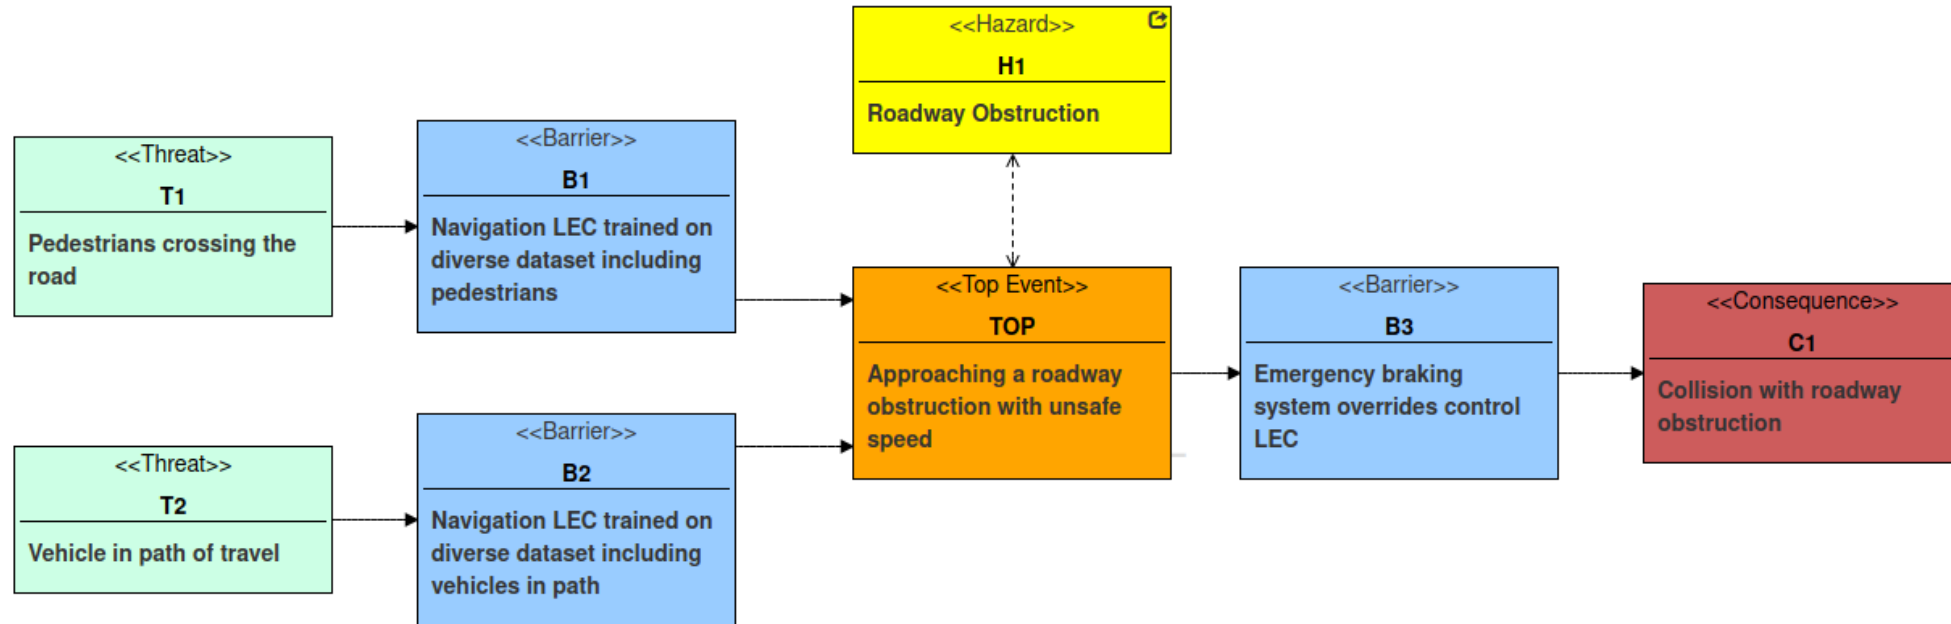 <<Hazard>>
H1
Roadway Obstruction
<<Threat>>
T1
Pedestrians crossing the
road
<<Barrier>>
B1
Navigation LEC trained on
diverse dataset including
pedestrians
<<Top Event>>
TOP
Approaching a roadway
obstruction with unsafe
speed
<<Barrier>>
B3
Emergency braking
system overrides control
LEC
<<Consequence>>
C1
Collision with roadway
obstruction
<<Threat>>
T2
Vehicle in path of travel
<<Barrier>>
B2
Navigation LEC trained on
diverse dataset including
vehicles in path